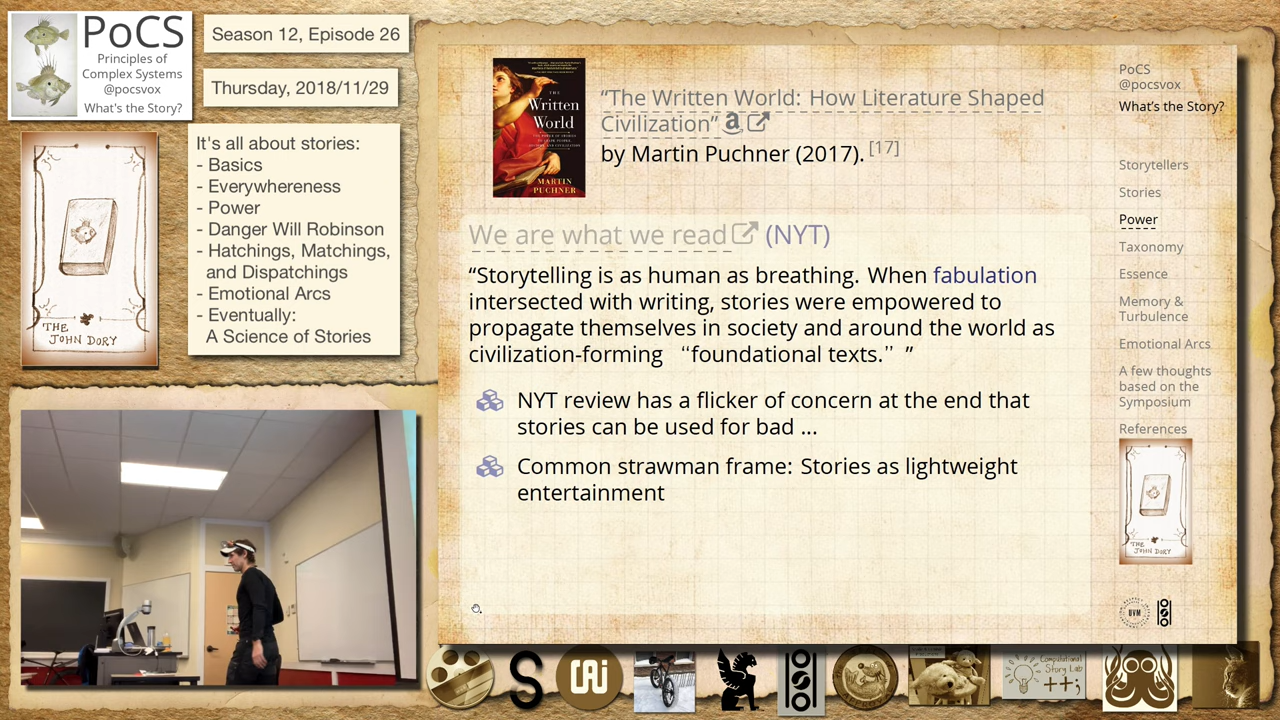 PoCS
Principles of
Complex Systems
@pocsvox
What's the Story?
Season 12, Episode 26
Thursday, 2018/11/29
It's all about stories:
- Basics
- Everywhereness
- Power
- Danger Will Robinson
- Hatchings, Matchings,
and Dispatchings
- Emotional Arcs
- Eventually:
A Science of Stories
THE
JOHN DORY
THE
Written
World
MARTIN
PUCHNER
“The Written World: How Literature Shaped
Civilization” a
by Martin Puchner (2017). [17]
We are what we read (NYT)
“Storytelling is as human as breathing. When fabulation
intersected with writing, stories were empowered to
propagate themselves in society and around the world as
civilization-forming “foundational texts.” ”
NYT review has a flicker of concern at the end that
stories can be used for bad ...
Common strawman frame: Stories as lightweight
entertainment
PoCS
@pocsvox
What's the Story?
Storytellers
Stories
Power
Taxonomy
Essence
Memory &
Turbulence
Emotional Arcs
A few thoughts
based on the
Symposium
References
THE
JOHN DORY
UVM
Computational
Story Lab
++;